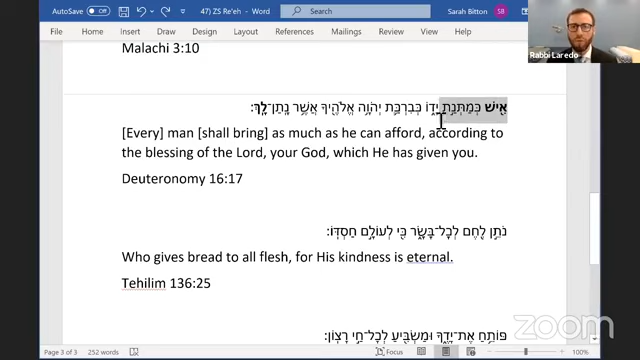 AutoSave Off 47) ZS Re'eh - Word Search Sarah Bitton SB
File Home Insert Draw Design Layout References Mailings Review View Help
Rabbi Laredo
Malachi 3:10
אִ֖ישׁ כְּמַתְּנַ֣ת יָד֑וֹ כְּבִרְכַּ֛ת יְהֹוָ֥ה אֱלֹהֶ֖יךָ אֲשֶׁ֥ר נָֽתַן־לָֽךְ:
[Every] man [shall bring] as much as he can afford, according
to the blessing of the Lord, your God, which He has given you.
Deuteronomy 16:17
נֹתֵ֣ן לֶ֭חֶם לְכָל־בָּשָׂ֑ר כִּ֖י לְעוֹלָ֣ם חַסְדּֽוֹ:
Who gives bread to all flesh, for His kindness is eternal.
Tehilim 136:25
פּוֹתֵ֥חַ אֶת־יָדֶ֑ךָ וּמַשְׂבִּ֖יעַ לְכָל־חַ֣י רָצֽוֹן:
zoom
Page 3 of 3 252 words Focus 100%